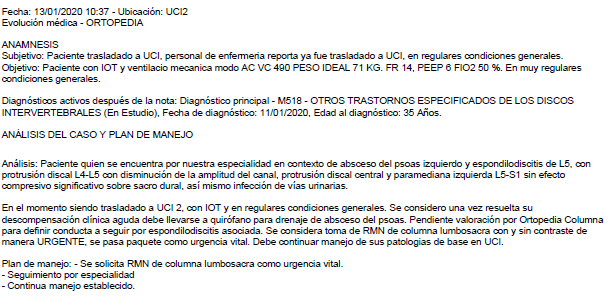 Fecha: 13/01/2020 10:37 - Ubicación: UCI2
Evolución médica - ORTOPEDIA
ANAMNESIS
Subjetivo: Paciente trasladado a UCI, personal de enfermeria reporta ya fue trasladado a UCI, en regulares condiciones generales.
Objetivo: Paciente con IOT y ventilacio mecanica modo AC VC 490 PESO IDEAL 71 KG. FR 14, PEEP 6 FIO2 50 %. En muy regulares
condiciones generales.
Diagnósticos activos después de la nota: Diagnóstico principal - M518 - OTROS TRASTORNOS ESPECIFICADOS DE LOS DISCOS
INTERVERTEBRALES (En Estudio), Fecha de diagnóstico: 11/01/2020, Edad al diagnóstico: 35 Años.
ANÁLISIS DEL CASO Y PLAN DE MANEJO
Análisis: Paciente quien se encuentra por nuestra especialidad en contexto de absceso del psoas izquierdo y espondilodiscitis de L5, con
protrusión discal L4-L5 con disminución de la amplitud del canal, protrusión discal central y paramediana izquierda L5-S1 sin efecto
compresivo significativo sobre sacro dural, así mismo infección de vías urinarias.
En el momento siendo trasladado a UCI 2, con IOT y en regulares condiciones generales. Se considero una vez resuelta su
descompensación clínica aguda debe llevarse a quirófano para drenaje de absceso del psoas. Pendiente valoración por Ortopedia Columna
para definir conducta a seguir por espondilodiscitis asociada. Se considera toma de RMN de columna lumbosacra con y sin contraste de
manera URGENTE, se pasa paquete como urgencia vital. Debe continuar manejo de sus patologias de base en UCI.
Plan de manejo: - Se solicita RMN de columna lumbosacra como urgencia vital.
- Seguimiento por especialidad
- Continua manejo establecido.